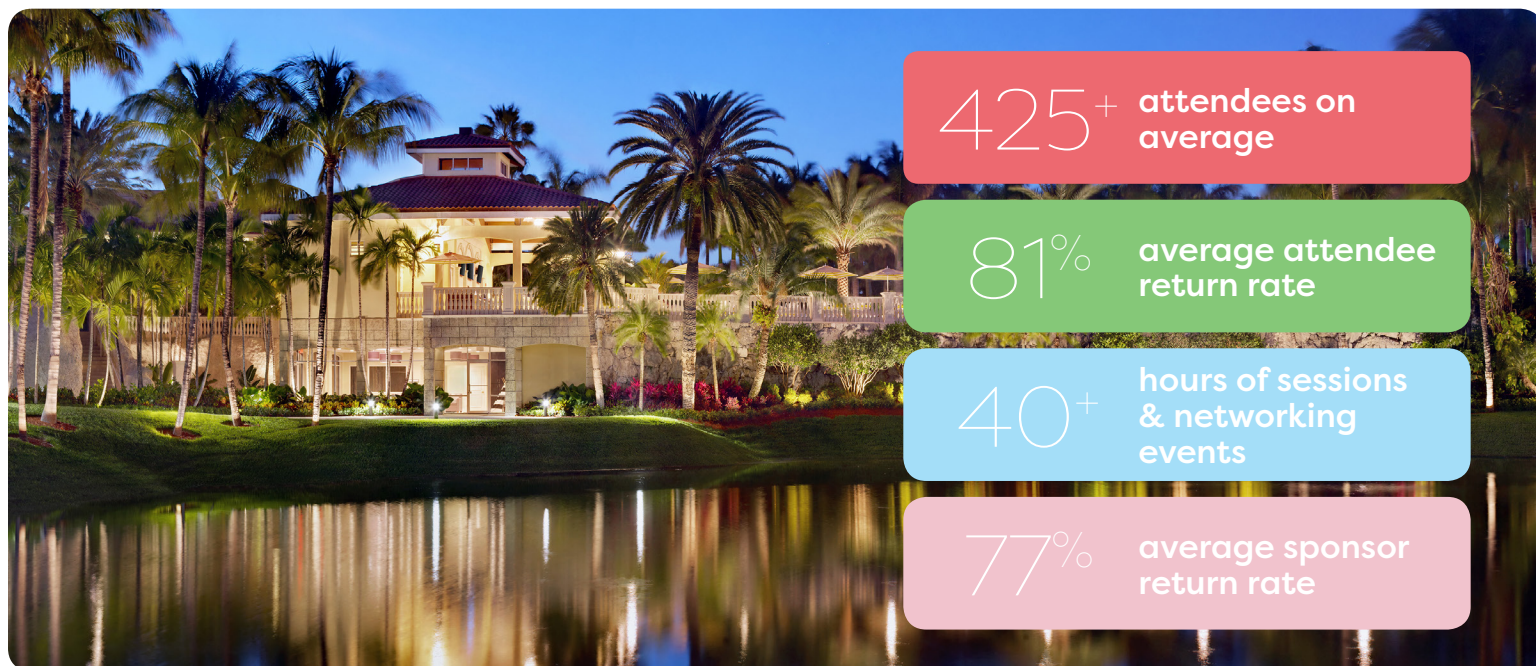 425+ attendees on
average
81% average attendee
return rate
40+ hours of sessions
& networking
events
77% average sponsor
return rate